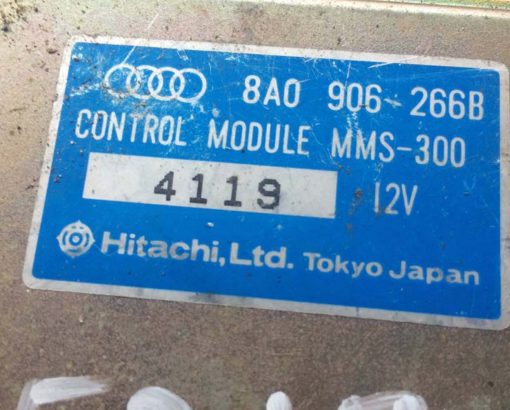 8A0 906 266B
CONTROL MODULE MMS-300
4119 12V
Hitachi, Ltd. Tokyo Japan